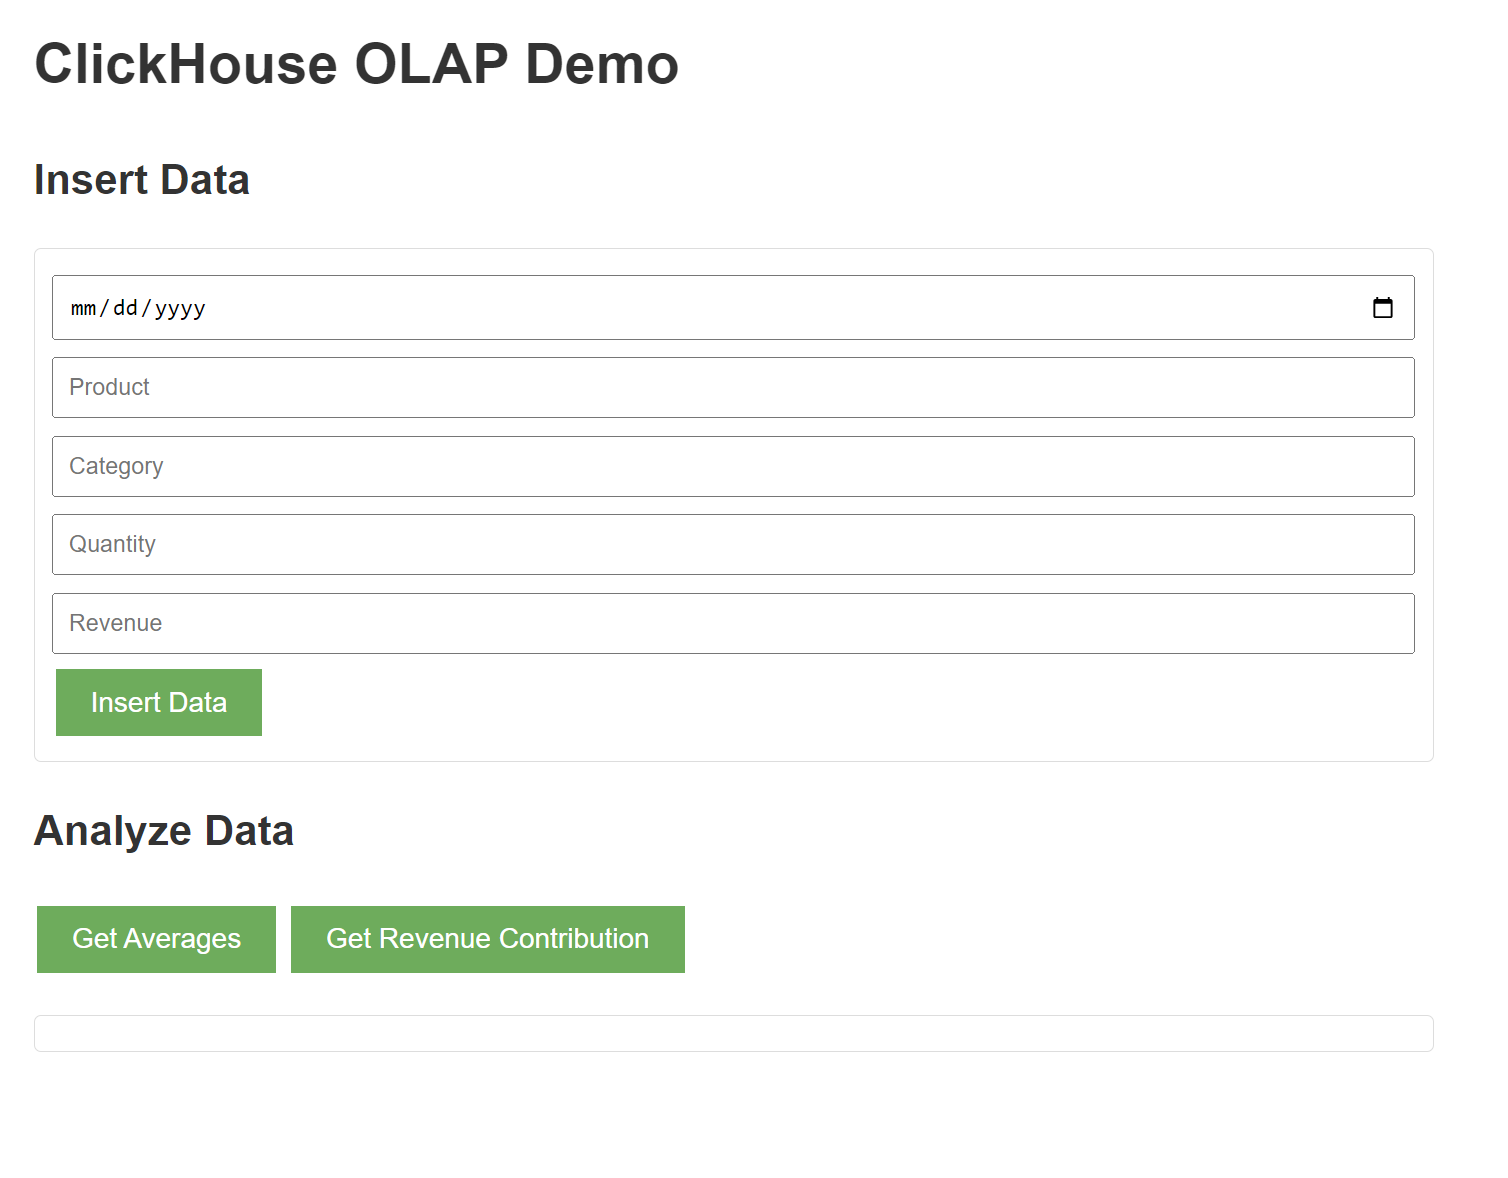 ClickHouse OLAP Demo
Insert Data
mm/dd/yyyy
Product
Category
Quantity
Revenue
Insert Data
Analyze Data
Get Averages Get Revenue Contribution